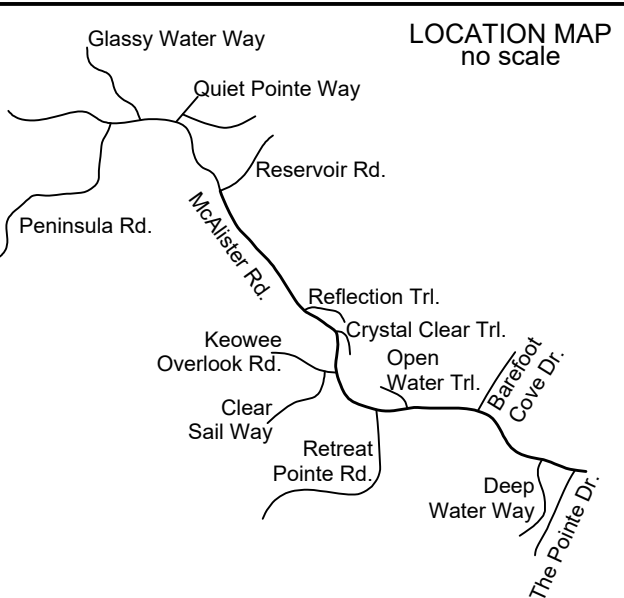 LOCATION MAP
no scale
Glassy Water Way
Quiet Pointe Way
Reservoir Rd.
Peninsula Rd.
McAlister Rd.
Reflection Trl.
Crystal Clear Trl.
Keowee
Overlook Rd.
Open
Water Trl.
Barefoot
Cove Dr.
Clear
Sail Way
Retreat
Pointe Rd.
Deep
Water Way
The Pointe Dr.